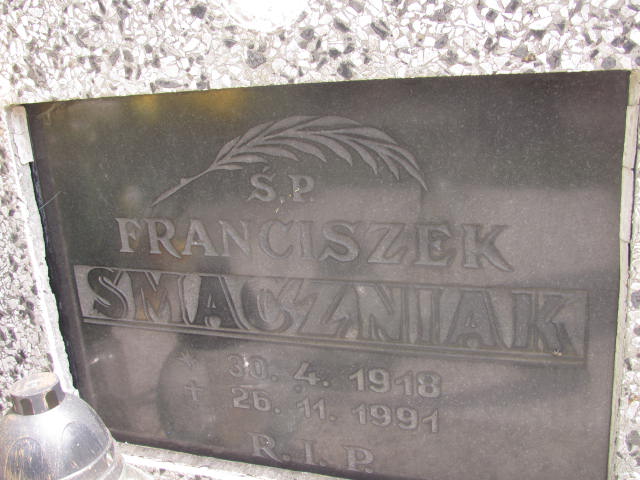 Ś.P.
FRANCISZEK
SMACZNIAK
* 30. 4. 1918
+ 26. 11. 1991
R.I.P.